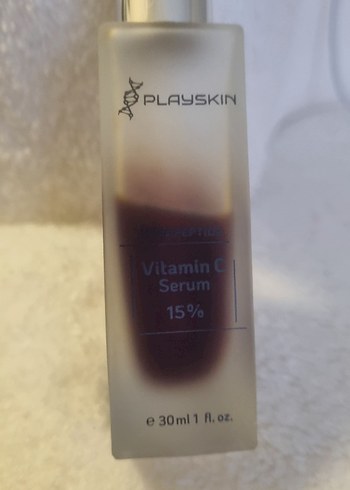 PLAYSKIN
Vitamin C
Serum
15%
e 30ml 1 fl. oz.